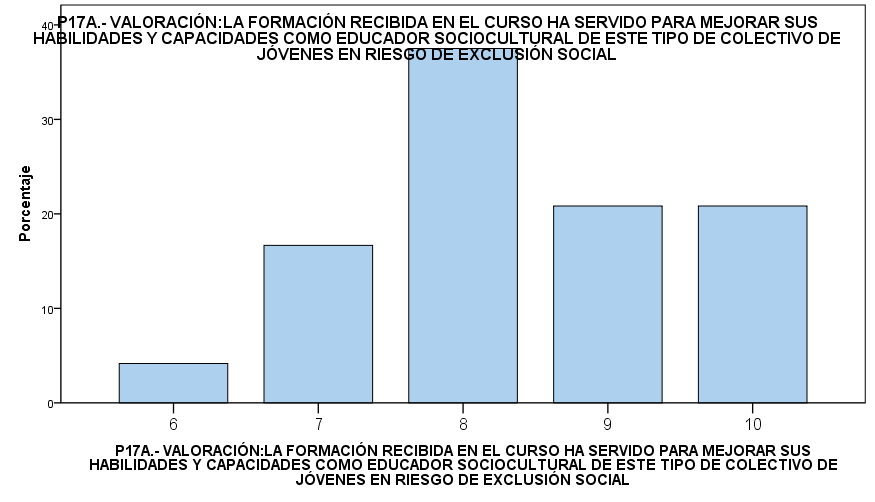 P17A.- VALORACIÓN:LA FORMACIÓN RECIBIDA EN EL CURSO HA SERVIDO PARA MEJORAR SUS
HABILIDADES Y CAPACIDADES COMO EDUCADOR SOCIOCULTURAL DE ESTE TIPO DE COLECTIVO DE
JÓVENES EN RIESGO DE EXCLUSIÓN SOCIAL
40
30
20
10
0
Porcentaje
6 7 8 9 10
P17A.- VALORACIÓN:LA FORMACIÓN RECIBIDA EN EL CURSO HA SERVIDO PARA MEJORAR SUS
HABILIDADES Y CAPACIDADES COMO EDUCADOR SOCIOCULTURAL DE ESTE TIPO DE COLECTIVO DE
JÓVENES EN RIESGO DE EXCLUSIÓN SOCIAL